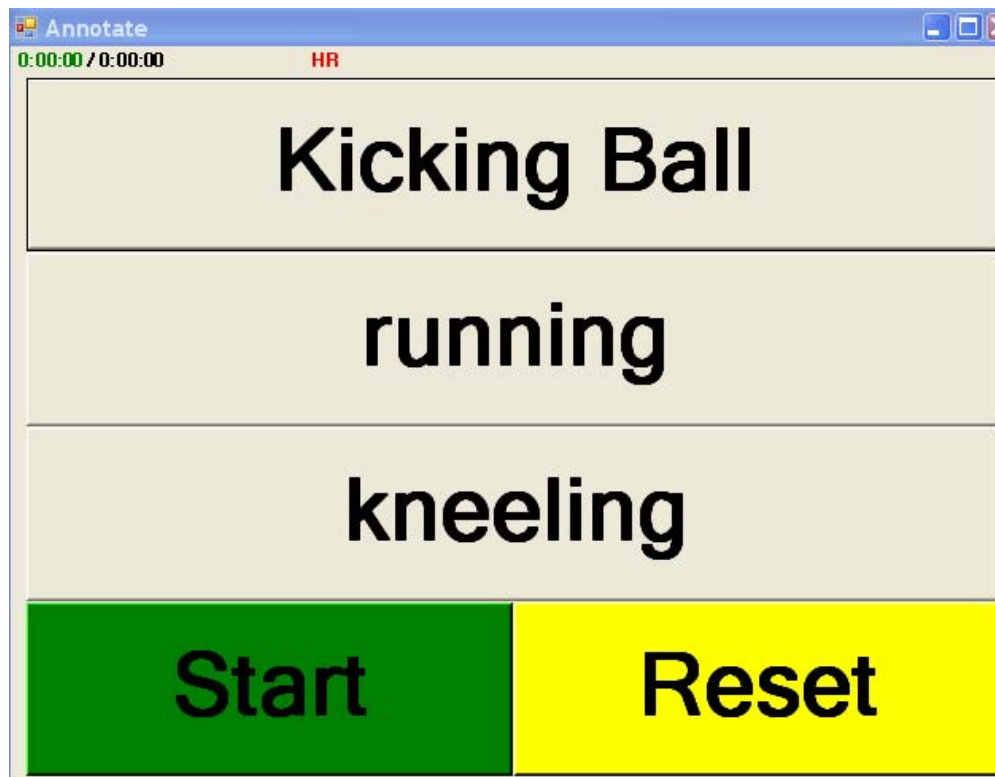 Annotate
0:00:00 / 0:00:00 HR
Kicking Ball
running
kneeling
Start Reset